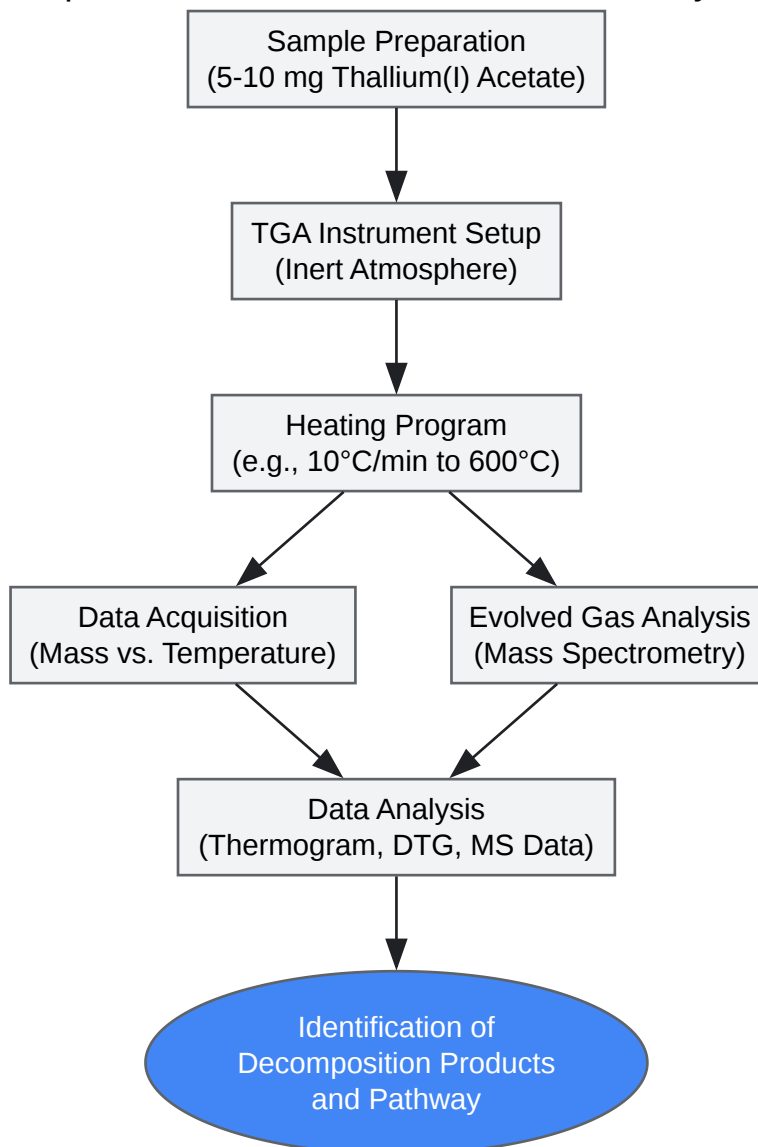 Sample Preparation
(5-10 mg Thallium(I) Acetate)
TGA Instrument Setup
(Inert Atmosphere)
Heating Program
(e.g., 10°C/min to 600°C)
Data Acquisition
(Mass vs. Temperature)
Evolved Gas Analysis
(Mass Spectrometry)
Data Analysis
(Thermogram, DTG, MS Data)
Identification of
Decomposition Products
and Pathway